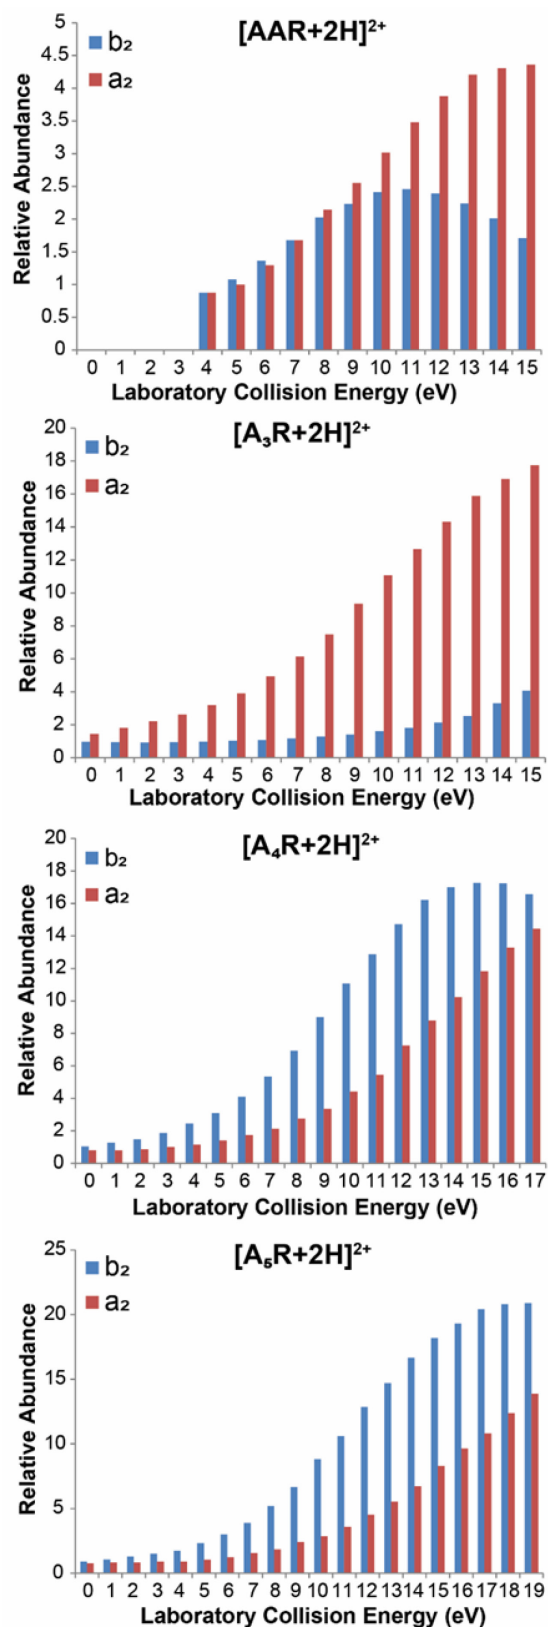 [AAR+2H]²⁺
b₂
a₂
Relative Abundance
5
4.5
4
3.5
3
2.5
2
1.5
1
0.5
0
0 1 2 3 4 5 6 7 8 9 10 11 12 13 14 15
Laboratory Collision Energy (eV)
[A₃R+2H]²⁺
b₂
a₂
Relative Abundance
20
18
16
14
12
10
8
6
4
2
0
0 1 2 3 4 5 6 7 8 9 10 11 12 13 14 15
Laboratory Collision Energy (eV)
[A₄R+2H]²⁺
b₂
a₂
Relative Abundance
20
18
16
14
12
10
8
6
4
2
0
0 1 2 3 4 5 6 7 8 9 10 11 12 13 14 15 16 17
Laboratory Collision Energy (eV)
[A₅R+2H]²⁺
b₂
a₂
Relative Abundance
25
20
15
10
5
0
0 1 2 3 4 5 6 7 8 9 10 11 12 13 14 15 16 17 18 19
Laboratory Collision Energy (eV)